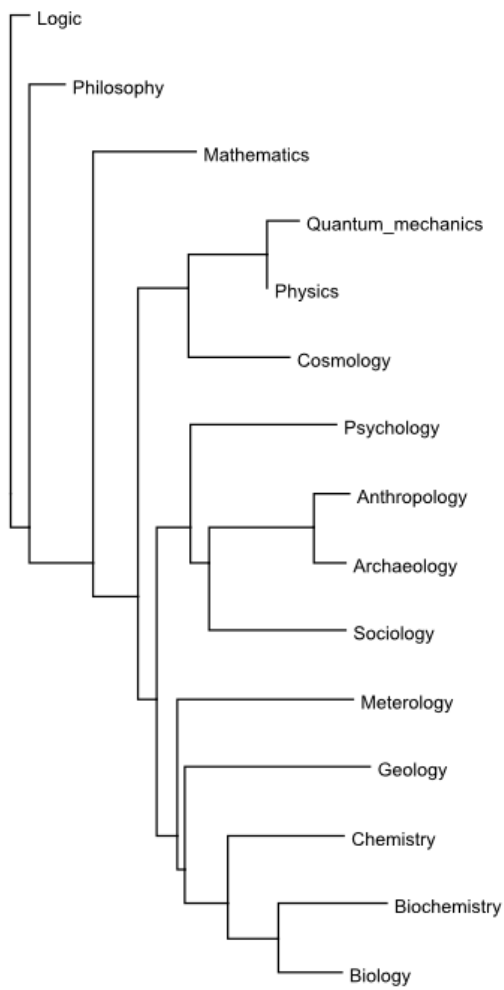 Logic
Philosophy
Mathematics
Quantum_mechanics
Physics
Cosmology
Psychology
Anthropology
Archaeology
Sociology
Meterology
Geology
Chemistry
Biochemistry
Biology